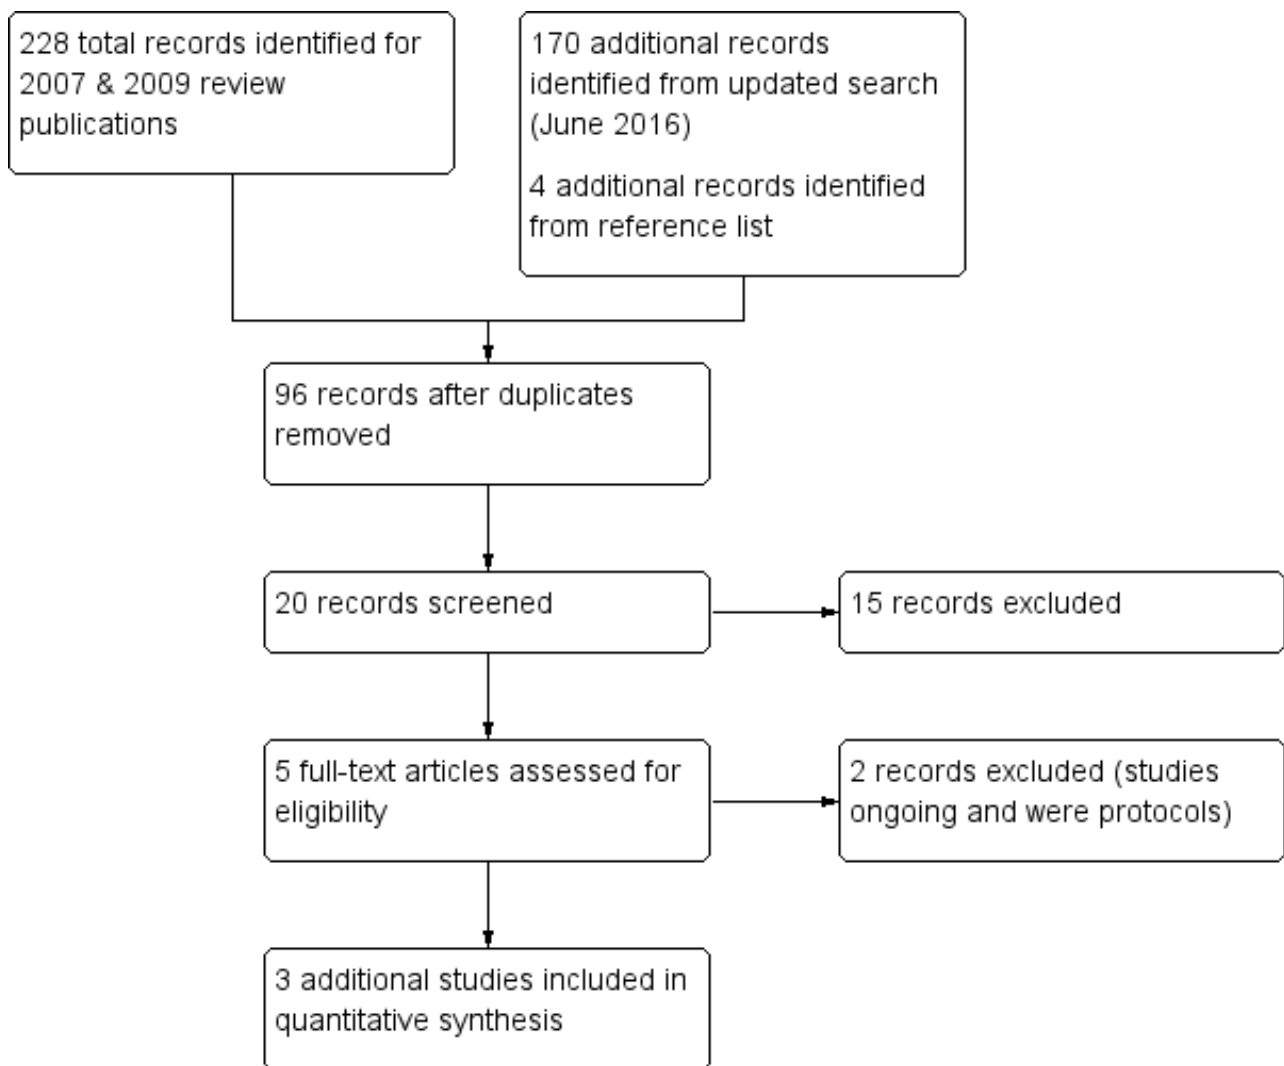 228 total records identified for
2007 & 2009 review
publications
170 additional records
identified from updated search
(June 2016)
4 additional records identified
from reference list
96 records after duplicates
removed
20 records screened
15 records excluded
5 full-text articles assessed for
eligibility
2 records excluded (studies
ongoing and were protocols)
3 additional studies included in
quantitative synthesis